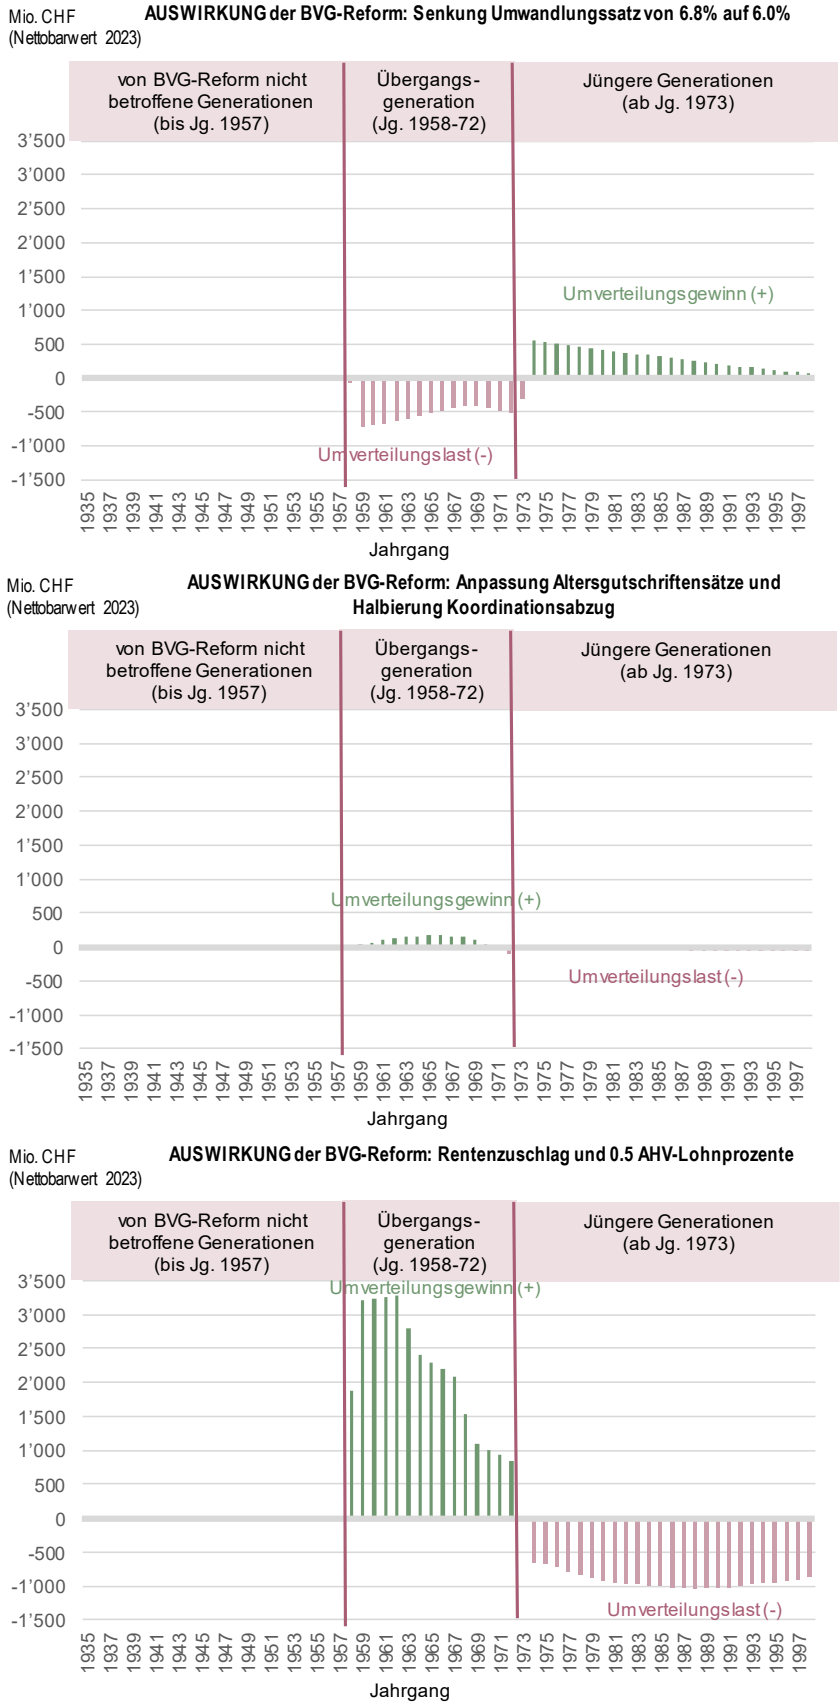 Mio. CHF
(Nettobarwert 2023)
AUSWIRKUNG der BVG-Reform: Senkung Umwandlungssatz von 6.8% auf 6.0%
von BVG-Reform nicht
betroffene Generationen
(bis Jg. 1957)
Übergangs-
generation
(Jg. 1958-72)
Jüngere Generationen
(ab Jg. 1973)
3’500
3’000
2’500
2’000
1’500
1’000
500
0
-500
-1’000
-1’500
Umverteilungsgewinn (+)
Umverteilungslast (-)
1935 1937 1939 1941 1943 1945 1947 1949 1951 1953 1955 1957 1959 1961 1963 1965 1967 1969 1971 1973 1975 1977 1979 1981 1983 1985 1987 1989 1991 1993 1995 1997
Jahrgang
Mio. CHF
(Nettobarwert 2023)
AUSWIRKUNG der BVG-Reform: Anpassung Altersgutschriftensätze und
Halbierung Koordinationsabzug
von BVG-Reform nicht
betroffene Generationen
(bis Jg. 1957)
Übergangs-
generation
(Jg. 1958-72)
Jüngere Generationen
(ab Jg. 1973)
3’500
3’000
2’500
2’000
1’500
1’000
500
0
-500
-1’000
-1’500
Umverteilungsgewinn (+)
Umverteilungslast (-)
1935 1937 1939 1941 1943 1945 1947 1949 1951 1953 1955 1957 1959 1961 1963 1965 1967 1969 1971 1973 1975 1977 1979 1981 1983 1985 1987 1989 1991 1993 1995 1997
Jahrgang
Mio. CHF
(Nettobarwert 2023)
AUSWIRKUNG der BVG-Reform: Rentenzuschlag und 0.5 AHV-Lohnprozente
von BVG-Reform nicht
betroffene Generationen
(bis Jg. 1957)
Übergangs-
generation
(Jg. 1958-72)
Jüngere Generationen
(ab Jg. 1973)
3’500
3’000
2’500
2’000
1’500
1’000
500
0
-500
-1’000
-1’500
Umverteilungsgewinn (+)
Umverteilungslast (-)
1935 1937 1939 1941 1943 1945 1947 1949 1951 1953 1955 1957 1959 1961 1963 1965 1967 1969 1971 1973 1975 1977 1979 1981 1983 1985 1987 1989 1991 1993 1995 1997
Jahrgang